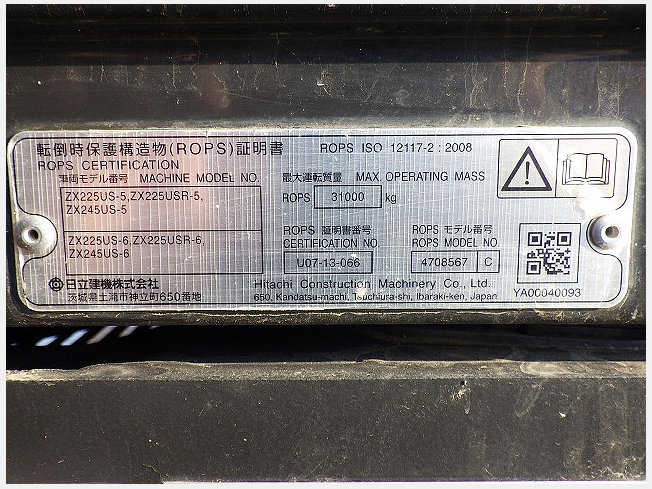 転倒時保護構造物(ROPS)証明書 ROPS ISO 12117-2 : 2008
ROPS CERTIFICATION
車両モデル番号 MACHINE MODEL NO.
ZX225US-5,ZX225USR-5,
ZX245US-5
ZX225US-6,ZX225USR-6,
ZX245US-6
最大運転質量 MAX. OPERATING MASS
ROPS 31000 kg
ROPS 証明書番号
CERTIFICATION NO.
U07-13-066
ROPS モデル番号
ROPS MODEL NO.
4708567 C
日立建機株式会社
茨城県土浦市神立町650番地
Hitachi Construction Machinery Co., Ltd.
650, Kandatsu-machi, Tsuchiura-shi, Ibaraki-ken, Japan
YA00040093